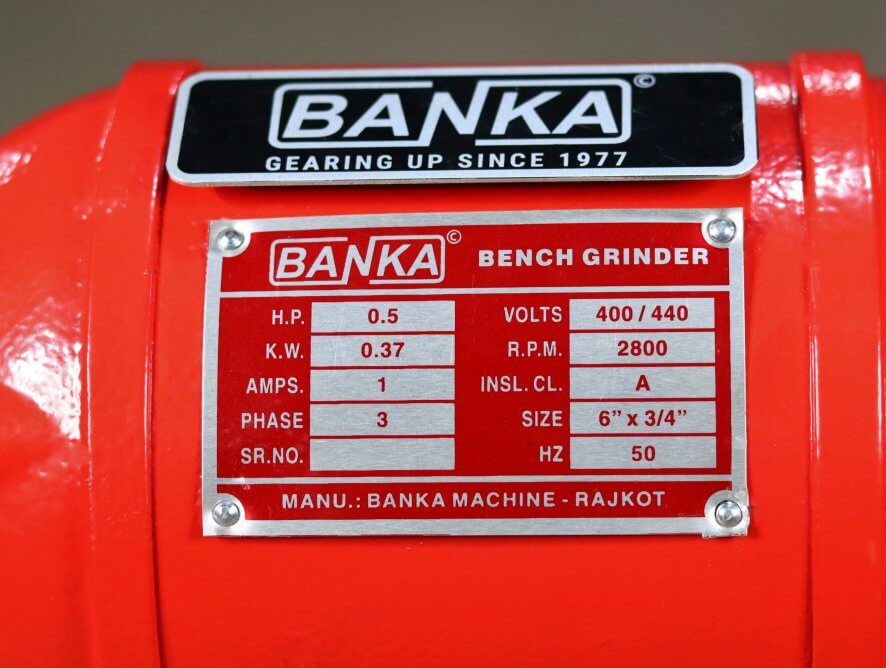 BANKA©
GEARING UP SINCE 1977
BANKA© BENCH GRINDER
H.P. 0.5 VOLTS 400 / 440
K.W. 0.37 R.P.M. 2800
AMPS. 1 INSL. CL. A
PHASE 3 SIZE 6” x 3/4”
SR.NO. HZ 50
MANU.: BANKA MACHINE - RAJKOT